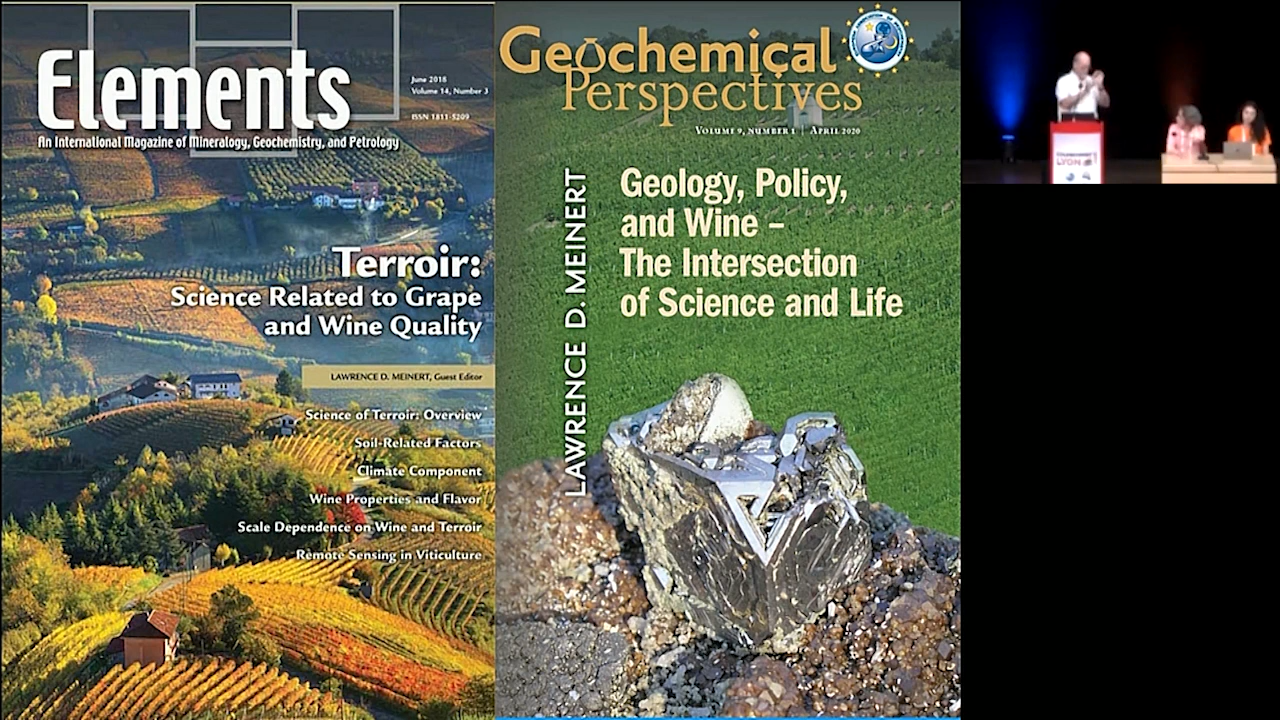 Elements
An International Magazine of Mineralogy, Geochemistry, and Petrology
June 2018
Volume 14, Number 3
ISSN 1811-5209
Terroir:
Science Related to Grape
and Wine Quality
LAWRENCE D. MEINERT, Guest Editor
Science of Terroir: Overview
Soil-Related Factors
Climate Component
Wine Properties and Flavor
Scale Dependence on Wine and Terroir
Remote Sensing in Viticulture
Geochemical
Perspectives
Volume 9, Number 1 | April 2020
LAWRENCE D. MEINERT
Geology, Policy,
and Wine –
The Intersection
of Science and Life
LYON